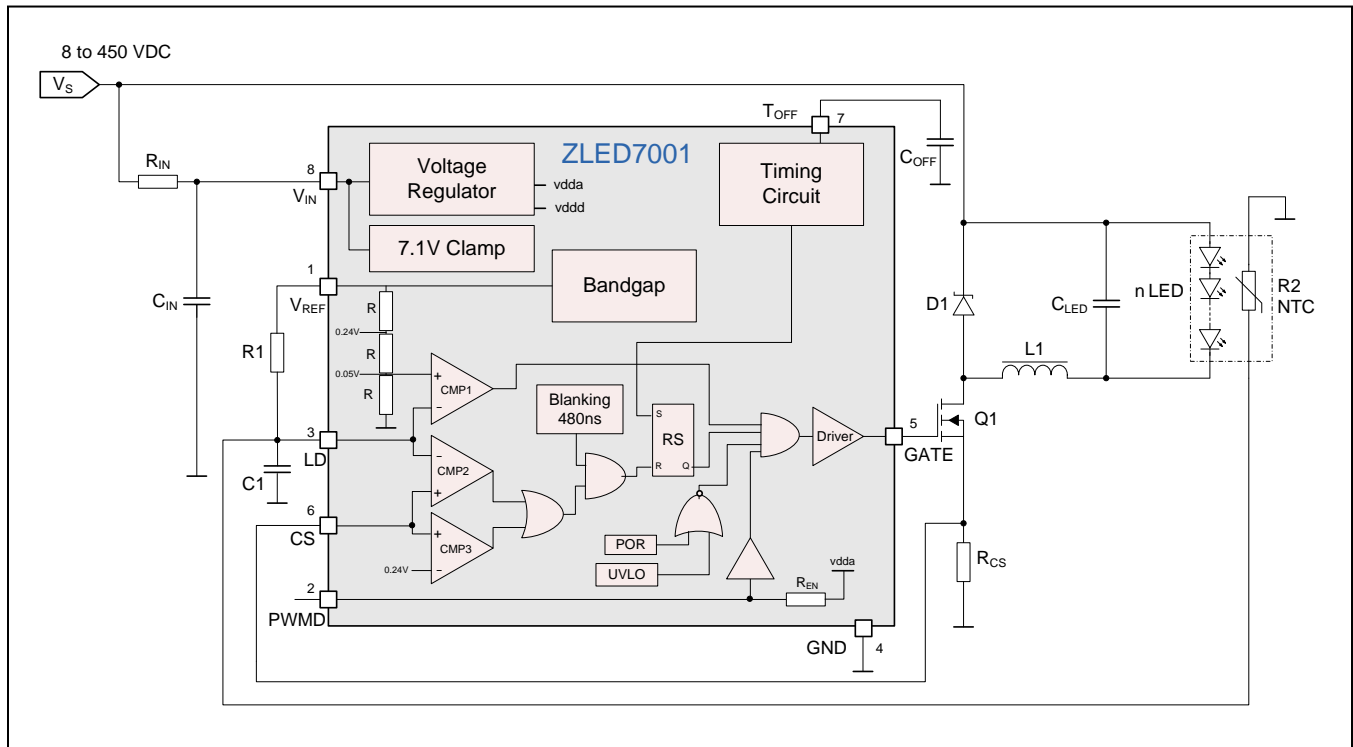 8 to 450 VDC
VS
TOFF
7
ZLED7001
COFF
RIN
8
VIN
Voltage
Regulator
vdda
vddd
Timing
Circuit
7.1V Clamp
1
VREF
Bandgap
CIN
R
0.24V
R
0.05V
R
R1
D1
CLED
n LED
R2
NTC
L1
+
CMP1
−
Blanking
480ns
S
RS
R
Q
Driver
5
GATE
Q1
3
LD
C1
−
CMP2
+
6
CS
+
CMP3
−
0.24V
POR
UVLO
vdda
REN
RCS
2
PWMD
GND
4